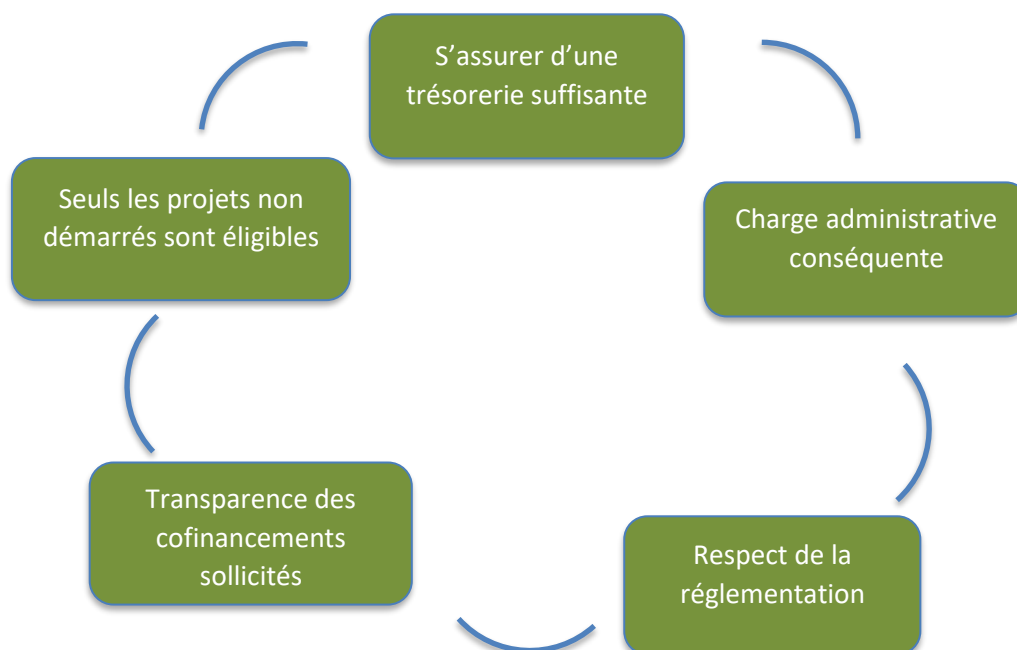 S’assurer d’une
trésorerie suffisante
Seuls les projets non
démarrés sont éligibles
Charge administrative
conséquente
Transparence des
cofinancements
sollicités
Respect de la
réglementation